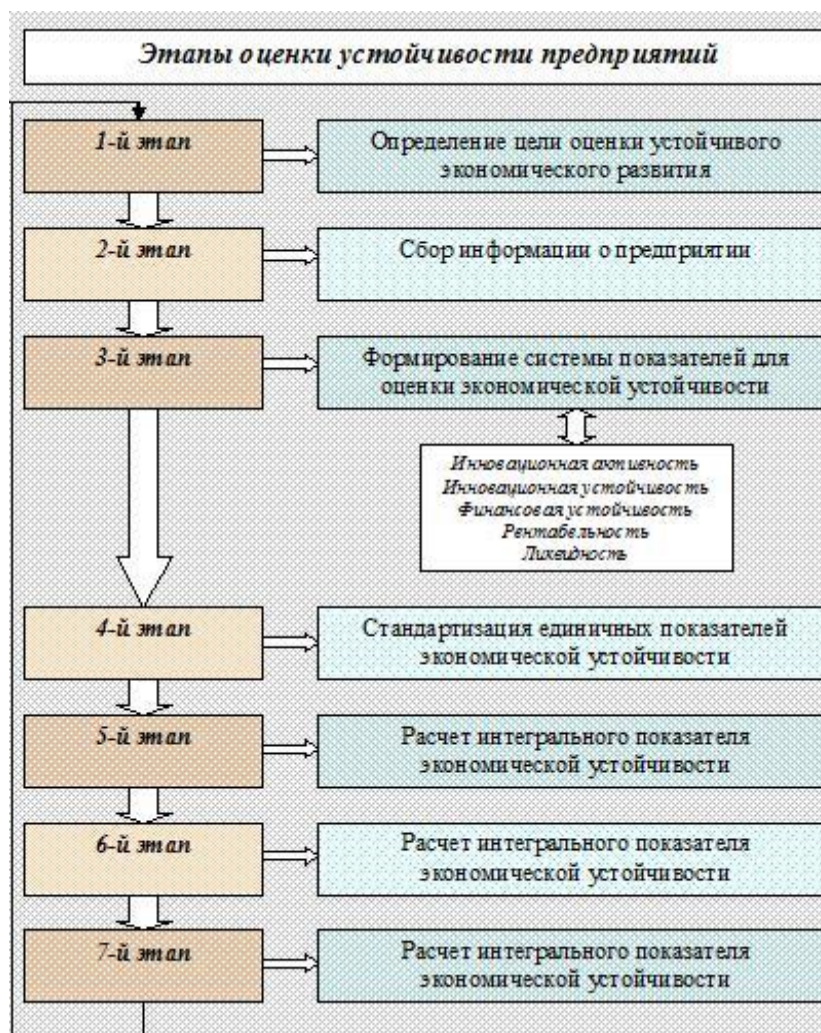 Этапы оценки устойчивости предприятий
1-й этап
Определение цели оценки устойчивого
экономического развития
2-й этап
Сбор информации о предприятии
3-й этап
Формирование системы показателей для
оценки экономической устойчивости
Инновационная активность
Инновационная устойчивость
Финансовая устойчивость
Рентабельность
Ликвидность
4-й этап
Стандартизация единичных показателей
экономической устойчивости
5-й этап
Расчет интегрального показателя
экономической устойчивости
6-й этап
Расчет интегрального показателя
экономической устойчивости
7-й этап
Расчет интегрального показателя
экономической устойчивости